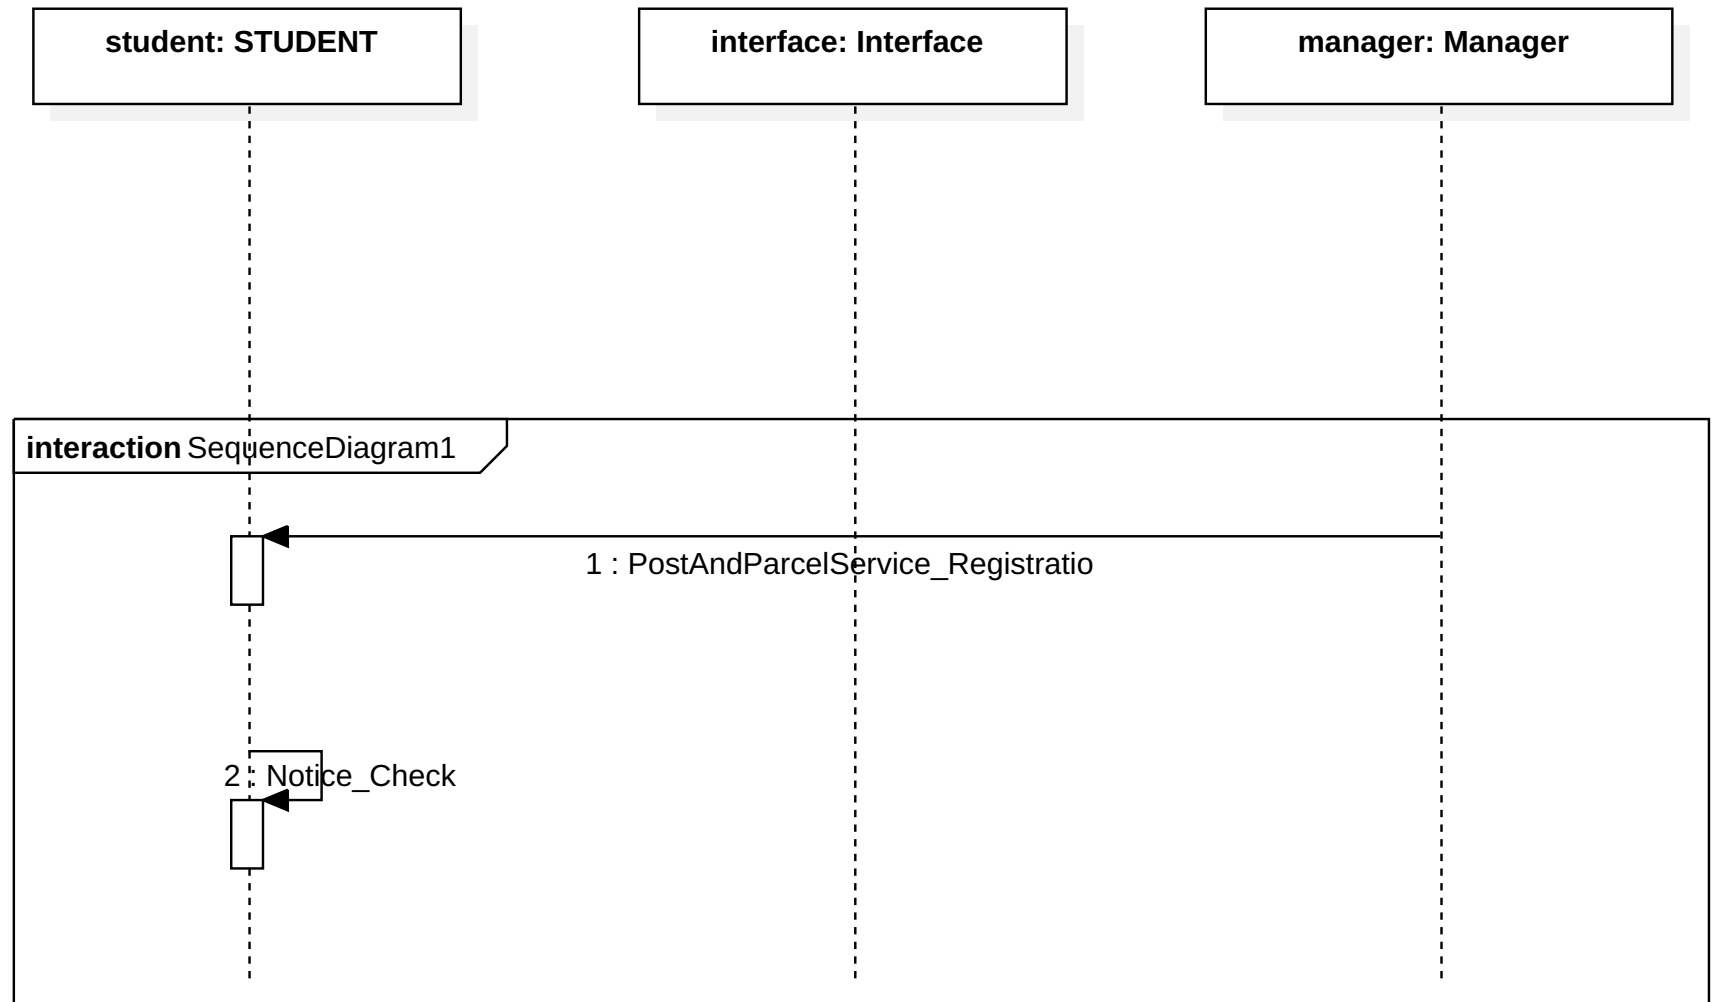 student: STUDENT
interface: Interface
manager: Manager
interaction SequenceDiagram1
1 : PostAndParcelService_Registratio
2 : Notice_Check